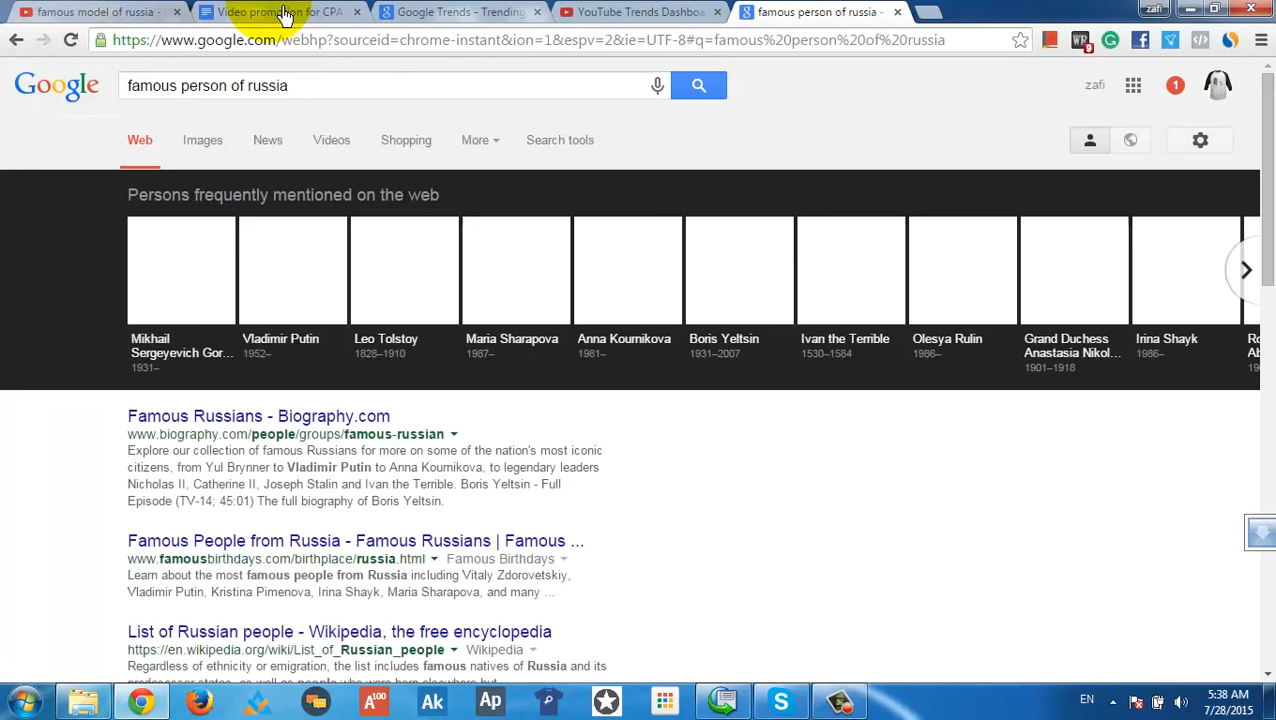 famous model of russia -
Video promotion for CPA
Google Trends - Trending
YouTube Trends Dashboa
famous person of russia -
zafi
https://www.google.com/webhp?sourceid=chrome-instant&ion=1&espv=2&ie=UTF-8#q=famous%20person%20of%20russia
WR
9
Google
famous person of russia
zafi
1
Web
Images
News
Videos
Shopping
More
Search tools
Persons frequently mentioned on the web
Mikhail
Sergeyevich Gor...
1931–
Vladimir Putin
1952–
Leo Tolstoy
1828–1910
Maria Sharapova
1987–
Anna Kournikova
1981–
Boris Yeltsin
1931–2007
Ivan the Terrible
1530–1584
Olesya Rulin
1986–
Grand Duchess
Anastasia Nikol...
1901–1918
Irina Shayk
1986–
Famous Russians - Biography.com
www.biography.com/people/groups/famous-russian
Explore our collection of famous Russians for more on some of the nation's most iconic
citizens, from Yul Brynner to Vladimir Putin to Anna Kournikova, to legendary leaders
Nicholas II, Catherine II, Joseph Stalin and Ivan the Terrible. Boris Yeltsin - Full
Episode (TV-14; 45:01) The full biography of Boris Yeltsin.
Famous People from Russia - Famous Russians | Famous ...
www.famousbirthdays.com/birthplace/russia.html
Famous Birthdays
Learn about the most famous people from Russia including Vitaly Zdorovetskiy,
Vladimir Putin, Kristina Pimenova, Irina Shayk, Maria Sharapova, and many ...
List of Russian people - Wikipedia, the free encyclopedia
https://en.wikipedia.org/wiki/List_of_Russian_people
Wikipedia
Regardless of ethnicity or emigration, the list includes famous natives of Russia and its
A100
Ak
Ap
EN
5:38 AM
7/28/2015